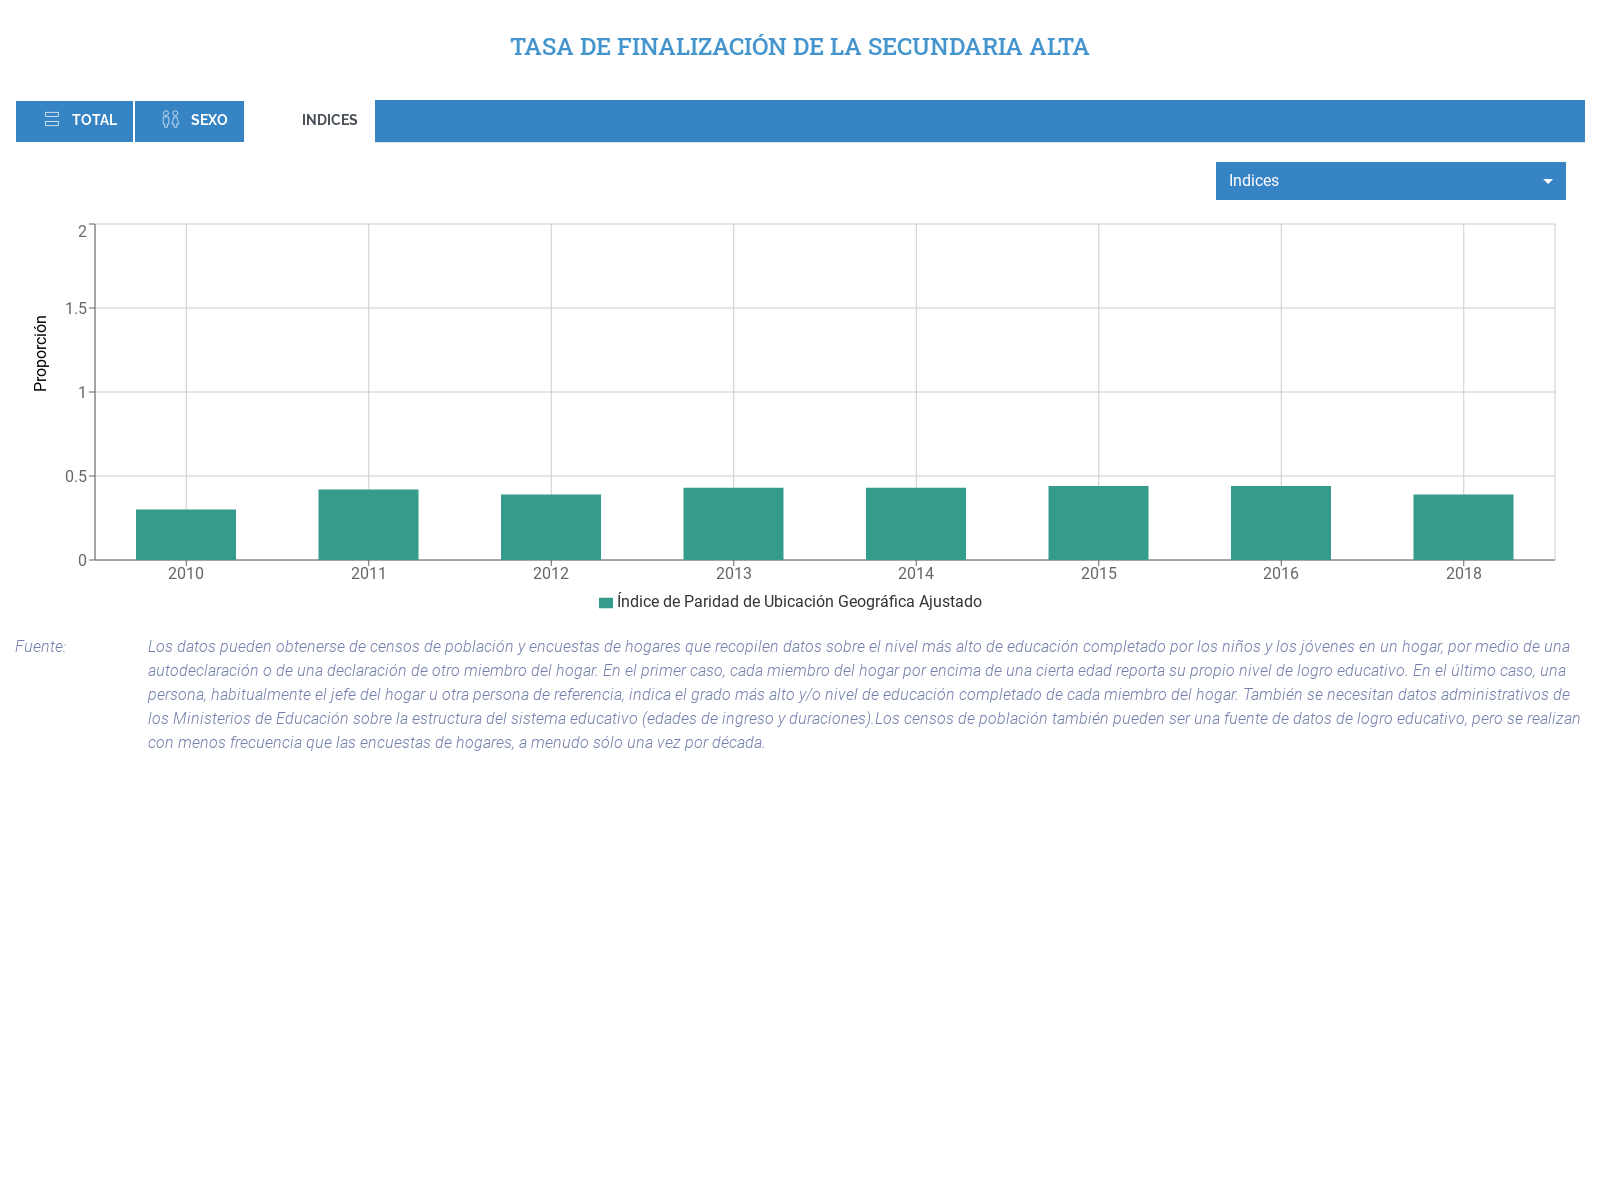 TASA DE FINALIZACIÓN DE LA SECUNDARIA ALTA
TOTAL
SEXO
INDICES
Indices
2
1.5
1
0.5
0
Proporción
2010
2011
2012
2013
2014
2015
2016
2018
Índice de Paridad de Ubicación Geográfica Ajustado
Fuente:
Los datos pueden obtenerse de censos de población y encuestas de hogares que recopilen datos sobre el nivel más alto de educación completado por los niños y los jóvenes en un hogar, por medio de una
autodeclaración o de una declaración de otro miembro del hogar. En el primer caso, cada miembro del hogar por encima de una cierta edad reporta su propio nivel de logro educativo. En el último caso, una
persona, habitualmente el jefe del hogar u otra persona de referencia, indica el grado más alto y/o nivel de educación completado de cada miembro del hogar. También se necesitan datos administrativos de
los Ministerios de Educación sobre la estructura del sistema educativo (edades de ingreso y duraciones).Los censos de población también pueden ser una fuente de datos de logro educativo, pero se realizan
con menos frecuencia que las encuestas de hogares, a menudo sólo una vez por década.